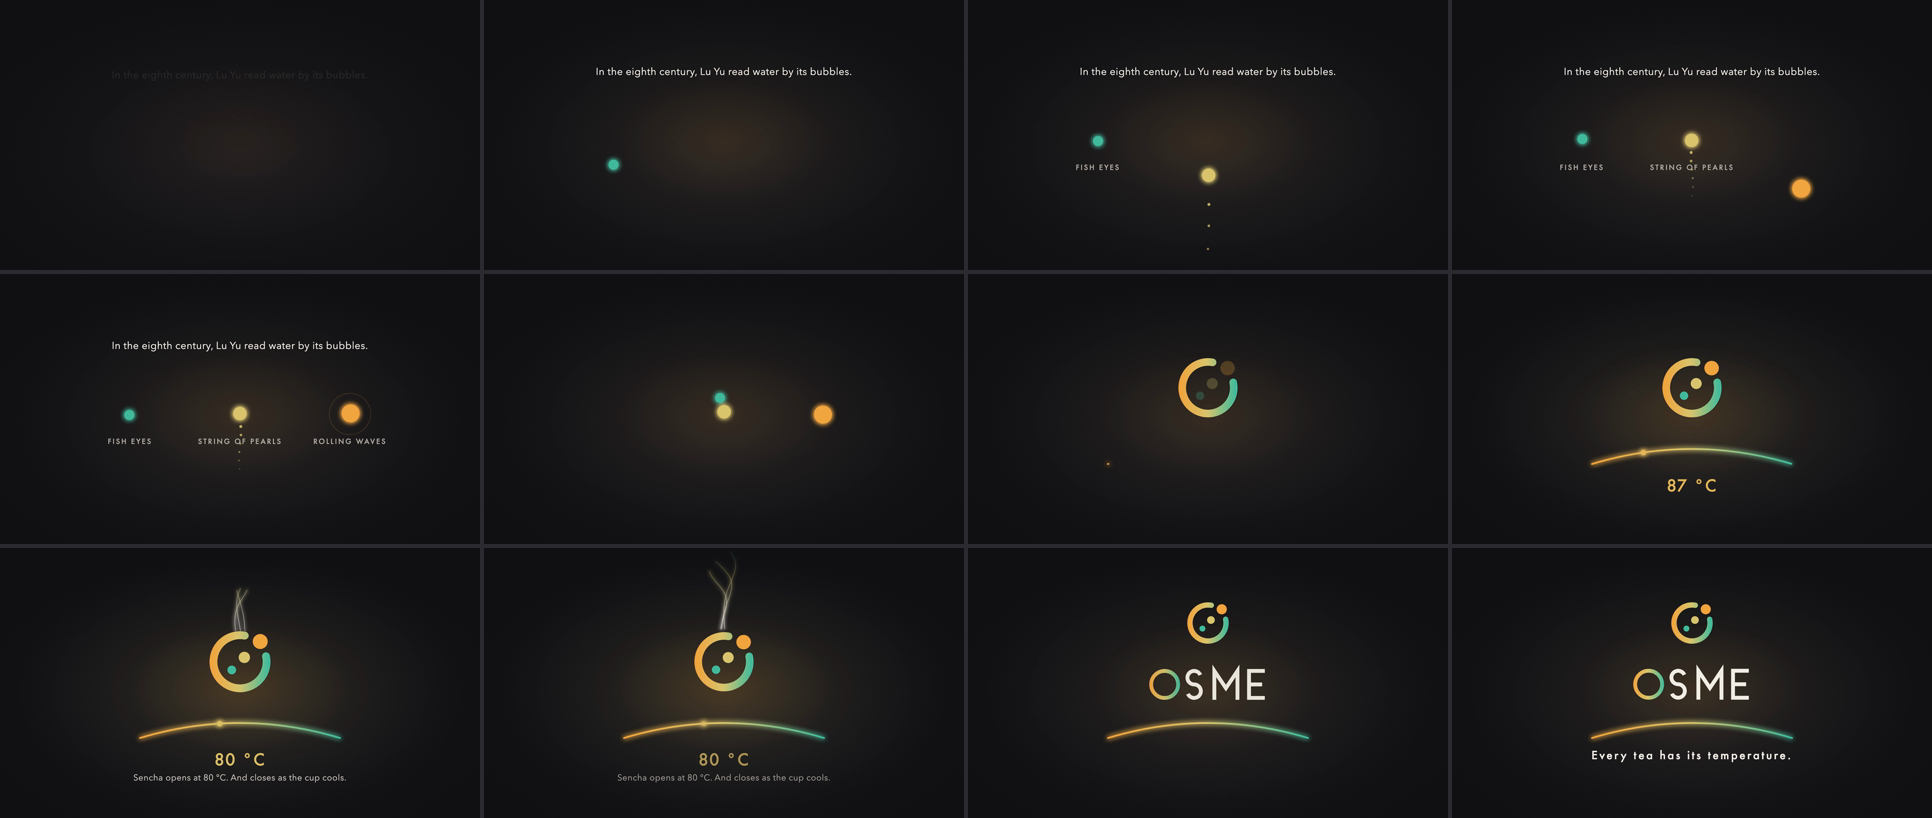 In the eighth century, Lu Yu read water by its bubbles.
In the eighth century, Lu Yu read water by its bubbles.
In the eighth century, Lu Yu read water by its bubbles.
FISH EYES
In the eighth century, Lu Yu read water by its bubbles.
FISH EYES
STRING OF PEARLS
In the eighth century, Lu Yu read water by its bubbles.
FISH EYES
STRING OF PEARLS
ROLLING WAVES
87 °C
80 °C
Sencha opens at 80 °C. And closes as the cup cools.
80 °C
Sencha opens at 80 °C. And closes as the cup cools.
OSME
OSME
Every tea has its temperature.